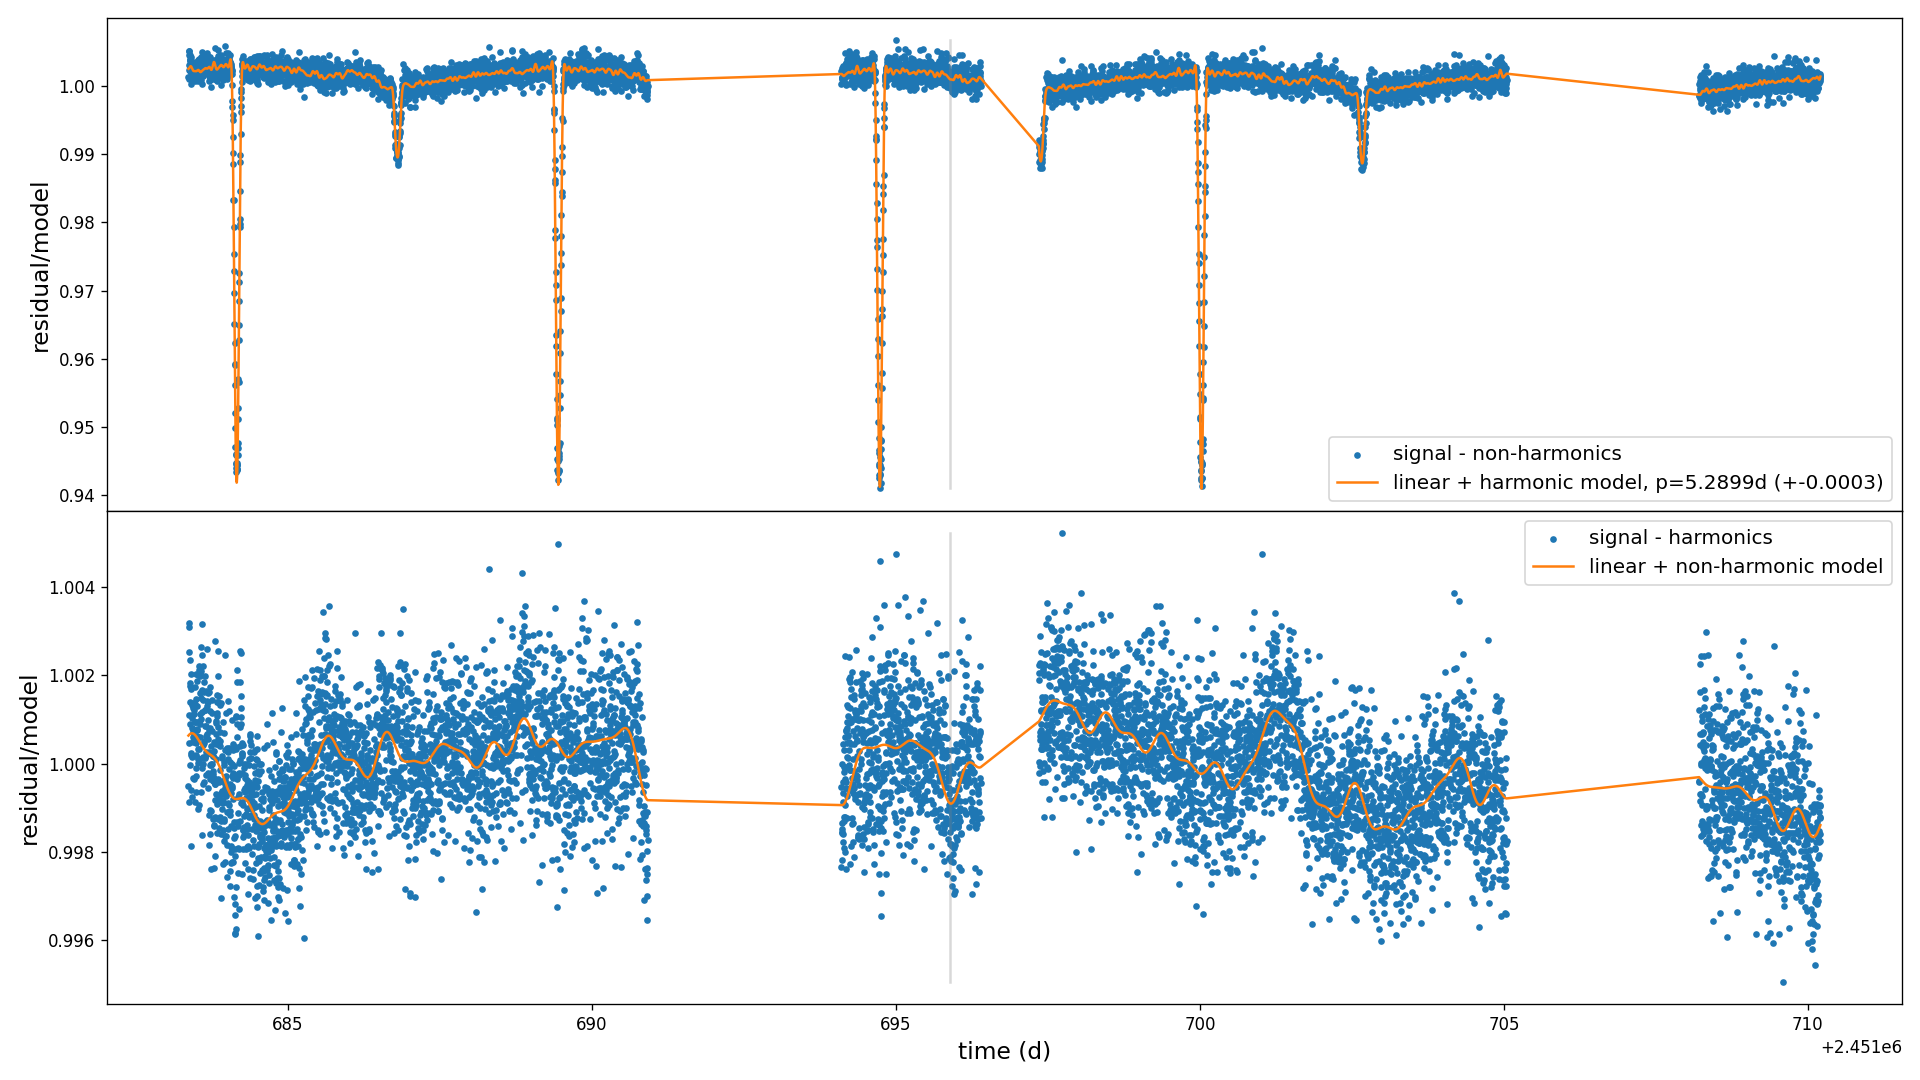 residual/model
1.00
0.99
0.98
0.97
0.96
0.95
0.94
signal - non-harmonics
linear + harmonic model, p=5.2899d (+-0.0003)
residual/model
1.004
1.002
1.000
0.998
0.996
signal - harmonics
linear + non-harmonic model
685
690
695
700
705
710
time (d)
+2.451e6